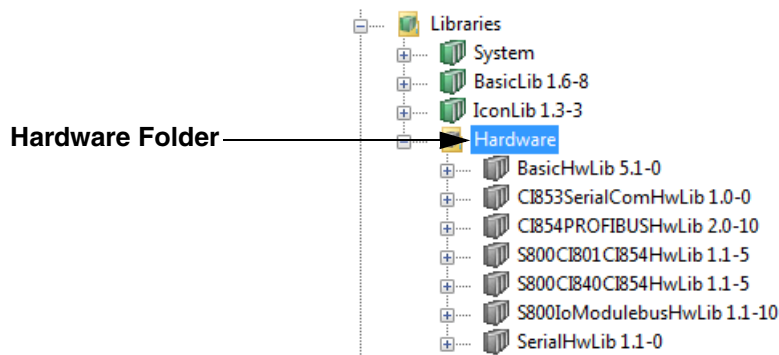 Libraries
System
BasicLib 1.6-8
IconLib 1.3-3
Hardware Folder
Hardware
BasicHwLib 5.1-0
CI853SerialComHwLib 1.0-0
CI854PROFIBUSHwLib 2.0-10
S800CI801CI854HwLib 1.1-5
S800CI840CI854HwLib 1.1-5
S800IoModulebusHwLib 1.1-10
SerialHwLib 1.1-0